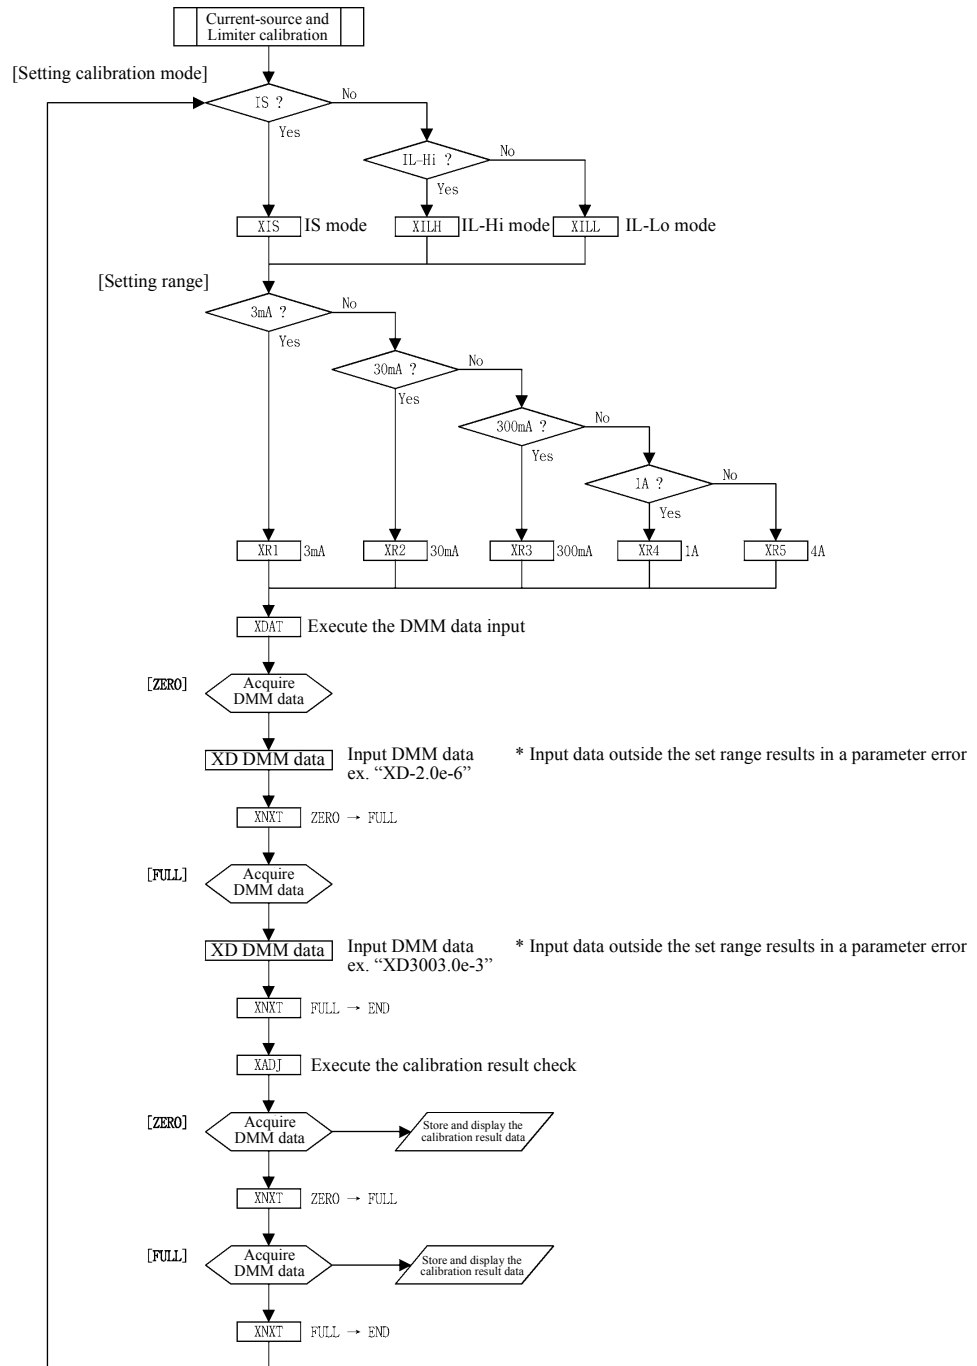 Current-source and
Limiter calibration
[Setting calibration mode]
IS ?
No
Yes
IL-Hi ?
No
Yes
XIS IS mode
XILH IL-Hi mode
XILL IL-Lo mode
[Setting range]
3mA ?
No
Yes
30mA ?
No
Yes
300mA ?
No
Yes
1A ?
No
Yes
XR1 3mA
XR2 30mA
XR3 300mA
XR4 1A
XR5 4A
XDAT Execute the DMM data input
[ZERO]
Acquire
DMM data
XD DMM data
Input DMM data
ex. “XD-2.0e-6”
* Input data outside the set range results in a parameter error
XNXT ZERO → FULL
[FULL]
Acquire
DMM data
XD DMM data
Input DMM data
ex. “XD3003.0e-3”
* Input data outside the set range results in a parameter error
XNXT FULL → END
XADJ Execute the calibration result check
[ZERO]
Acquire
DMM data
Store and display the
calibration result data
XNXT ZERO → FULL
[FULL]
Acquire
DMM data
Store and display the
calibration result data
XNXT FULL → END